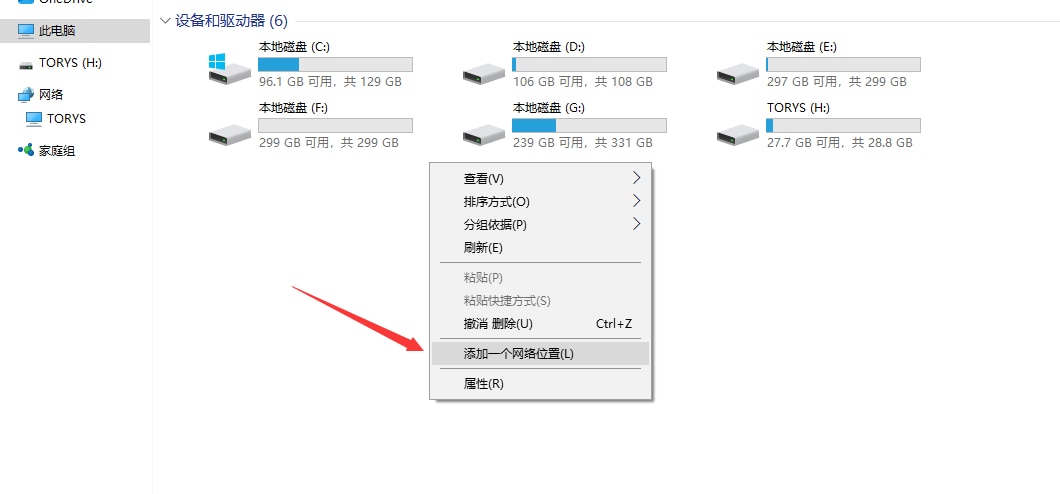 OneDrive
此电脑
TORYS (H:)
网络
TORYS
家庭组
设备和驱动器 (6)
本地磁盘 (C:)
96.1 GB 可用，共 129 GB
本地磁盘 (D:)
106 GB 可用，共 108 GB
本地磁盘 (E:)
297 GB 可用，共 299 GB
本地磁盘 (F:)
299 GB 可用，共 299 GB
本地磁盘 (G:)
239 GB 可用，共 331 GB
TORYS (H:)
27.7 GB 可用，共 28.8 GB
查看(V)
排序方式(O)
分组依据(P)
刷新(E)
粘贴(P)
粘贴快捷方式(S)
撤消 删除(U) Ctrl+Z
添加一个网络位置(L)
属性(R)